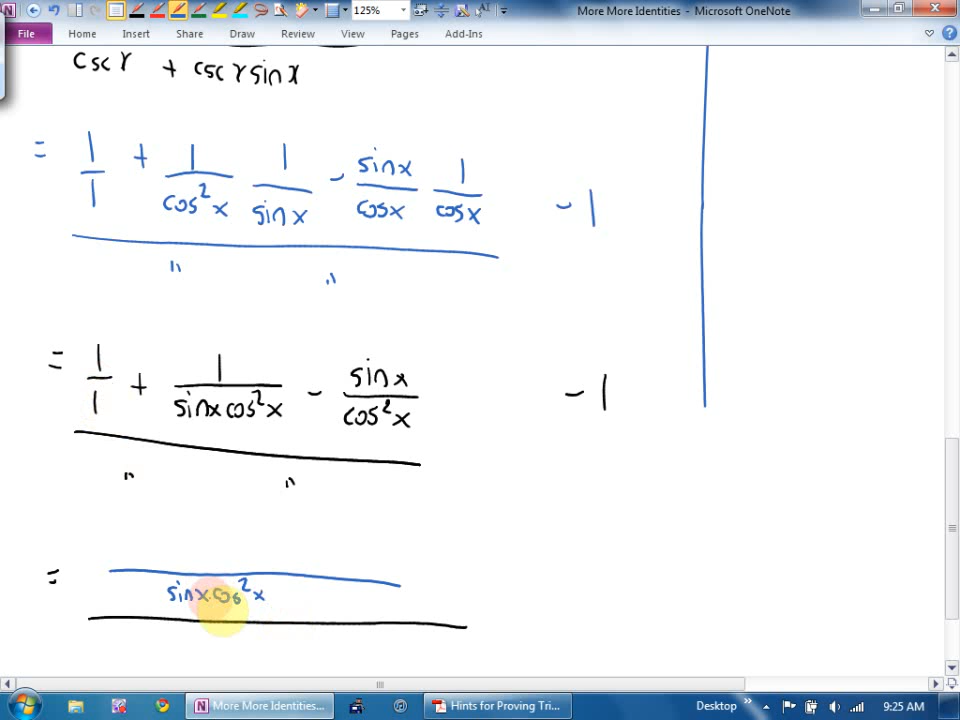 125% More More Identities - Microsoft OneNote
File Home Insert Share Draw Review View Pages Add-Ins
csc x + csc x sin x
= 1/1 + 1/cos²x 1/sin x - sin x/cos x 1/cos x - 1
" "
= 1/1 + 1/sin x cos²x - sin x/cos²x - 1
" "
=
sin x cos²x
More More Identities... Hints for Proving Tri... Desktop » 9:25 AM